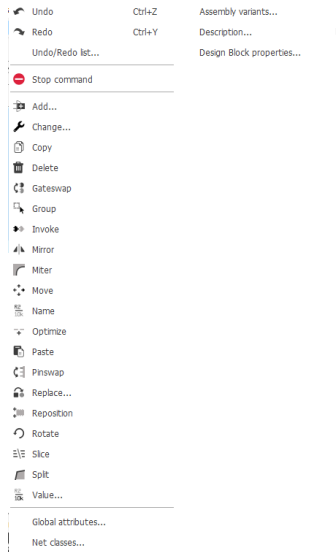 Undo Ctrl+Z
Redo Ctrl+Y
Undo/Redo list...
Stop command
Add...
Change...
Copy
Delete
Gateswap
Group
Invoke
Mirror
Miter
Move
Name
Optimize
Paste
Pinswap
Replace...
Reposition
Rotate
Slice
Split
Value...
Global attributes...
Net classes...
Assembly variants...
Description...
Design Block properties...